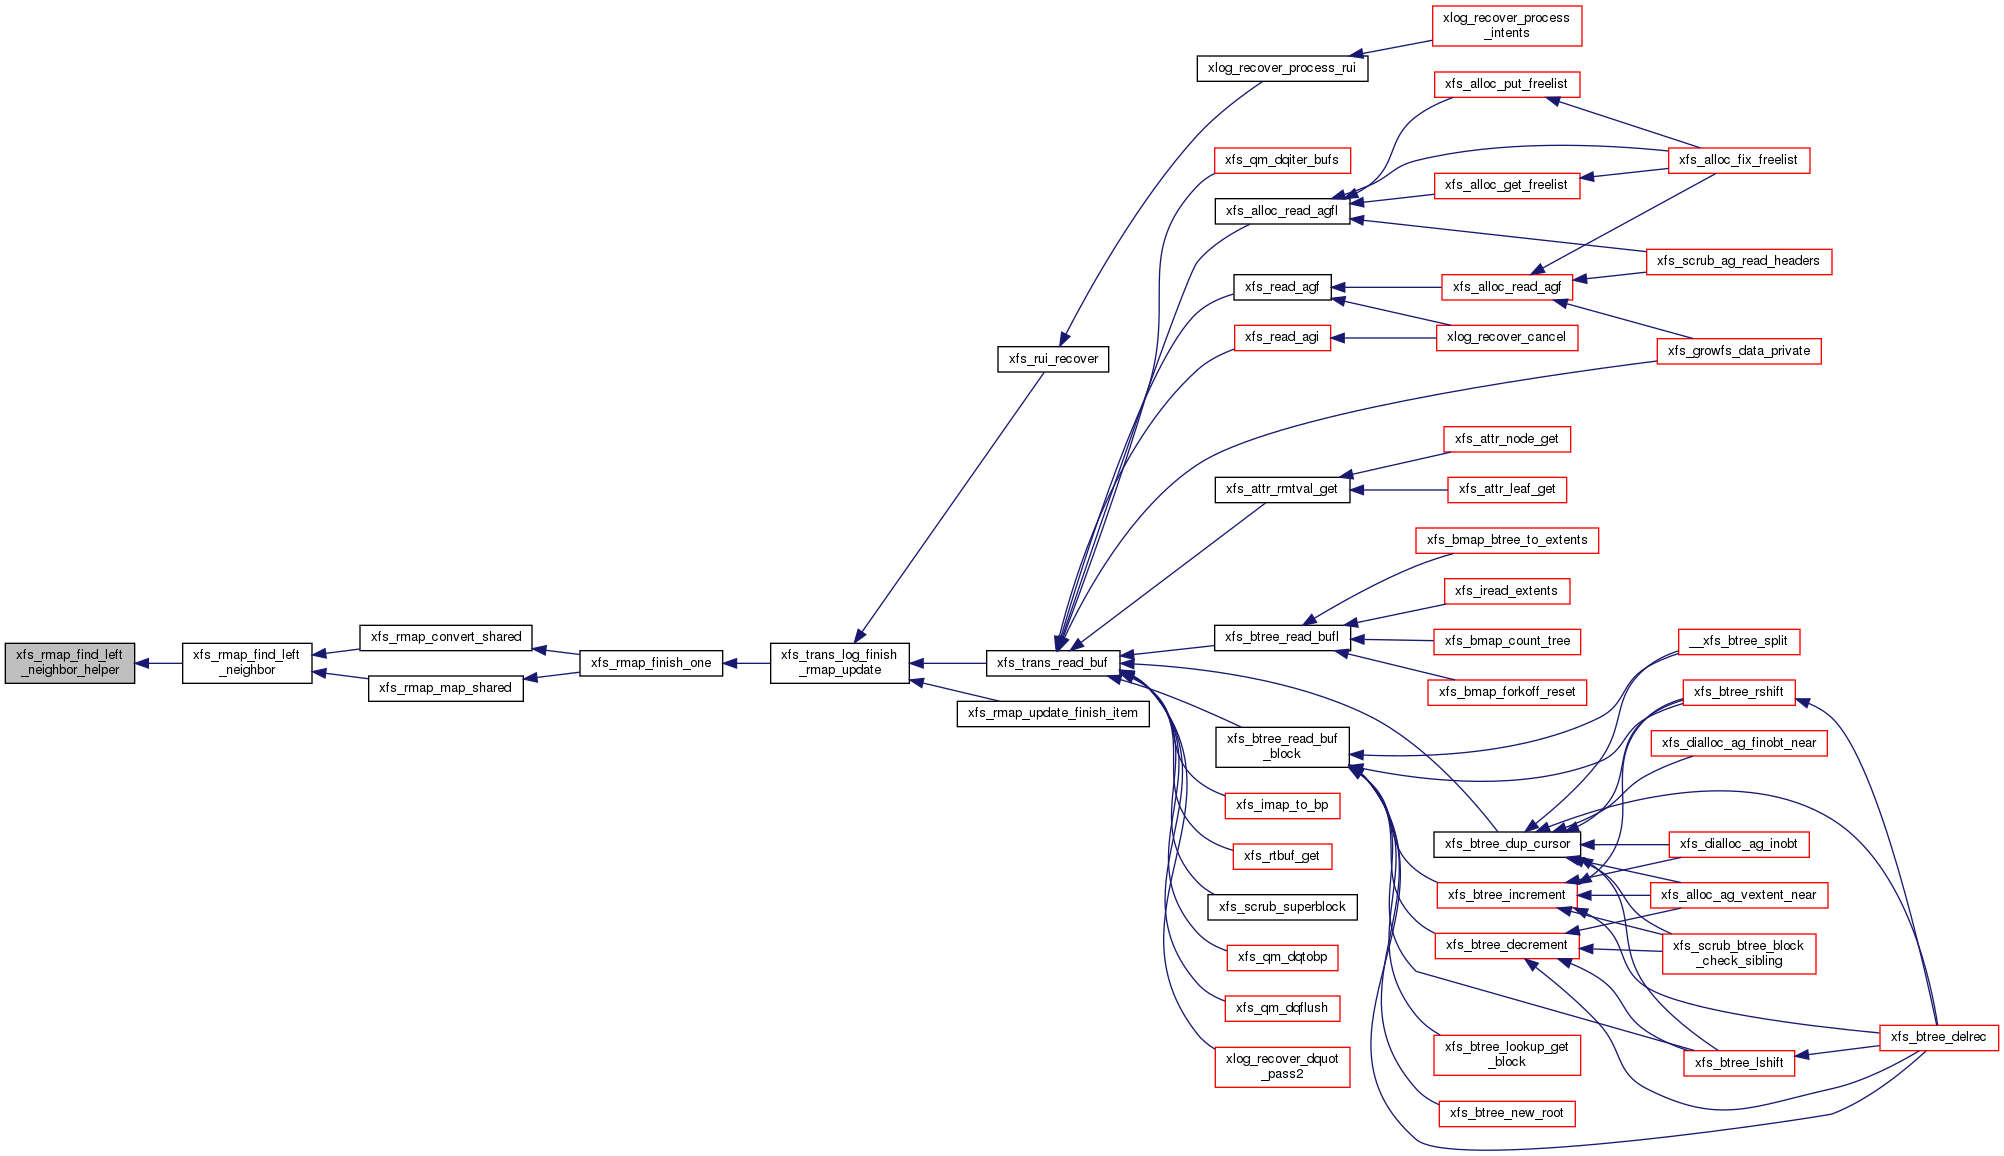 xfs_rmap_find_left
_neighbor_helper
xfs_rmap_find_left
_neighbor
xfs_rmap_convert_shared
xfs_rmap_map_shared
xfs_rmap_finish_one
xfs_trans_log_finish
_rmap_update
xfs_rui_recover
xfs_trans_read_buf
xfs_rmap_update_finish_item
xlog_recover_process_rui
xfs_qm_dqiter_bufs
xfs_alloc_read_agfl
xfs_read_agf
xfs_read_agi
xfs_attr_rmtval_get
xfs_btree_read_bufl
xfs_btree_read_buf
_block
xfs_imap_to_bp
xfs_rtbuf_get
xfs_scrub_superblock
xfs_qm_dqtobp
xfs_qm_dqflush
xlog_recover_dquot
_pass2
xlog_recover_process
_intents
xfs_alloc_put_freelist
xfs_alloc_get_freelist
xfs_alloc_read_agf
xlog_recover_cancel
xfs_attr_node_get
xfs_attr_leaf_get
xfs_bmap_btree_to_extents
xfs_iread_extents
xfs_bmap_count_tree
xfs_bmap_forkoff_reset
xfs_btree_dup_cursor
xfs_btree_increment
xfs_btree_decrement
xfs_btree_lookup_get
_block
xfs_btree_new_root
xfs_alloc_fix_freelist
xfs_scrub_ag_read_headers
xfs_growfs_data_private
__xfs_btree_split
xfs_btree_rshift
xfs_dialloc_ag_finobt_near
xfs_dialloc_ag_inobt
xfs_alloc_ag_vextent_near
xfs_scrub_btree_block
_check_sibling
xfs_btree_lshift
xfs_btree_delrec